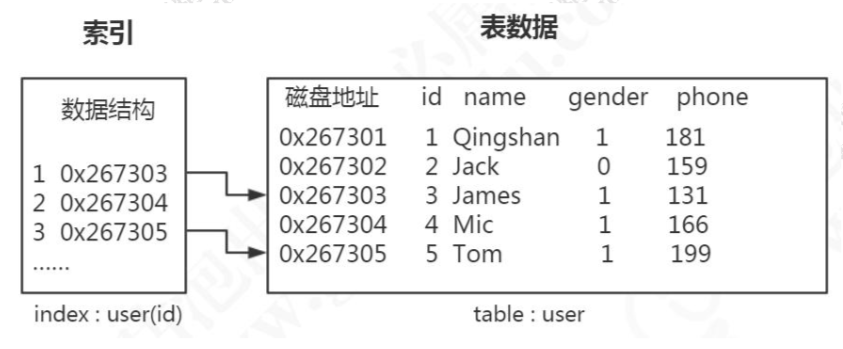 索引
表数据
数据结构
1 0x267303
2 0x267304
3 0x267305
......
index : user(id)
磁盘地址 id name gender phone
0x267301 1 Qingshan 1 181
0x267302 2 Jack 0 159
0x267303 3 James 1 131
0x267304 4 Mic 1 166
0x267305 5 Tom 1 199
table : user